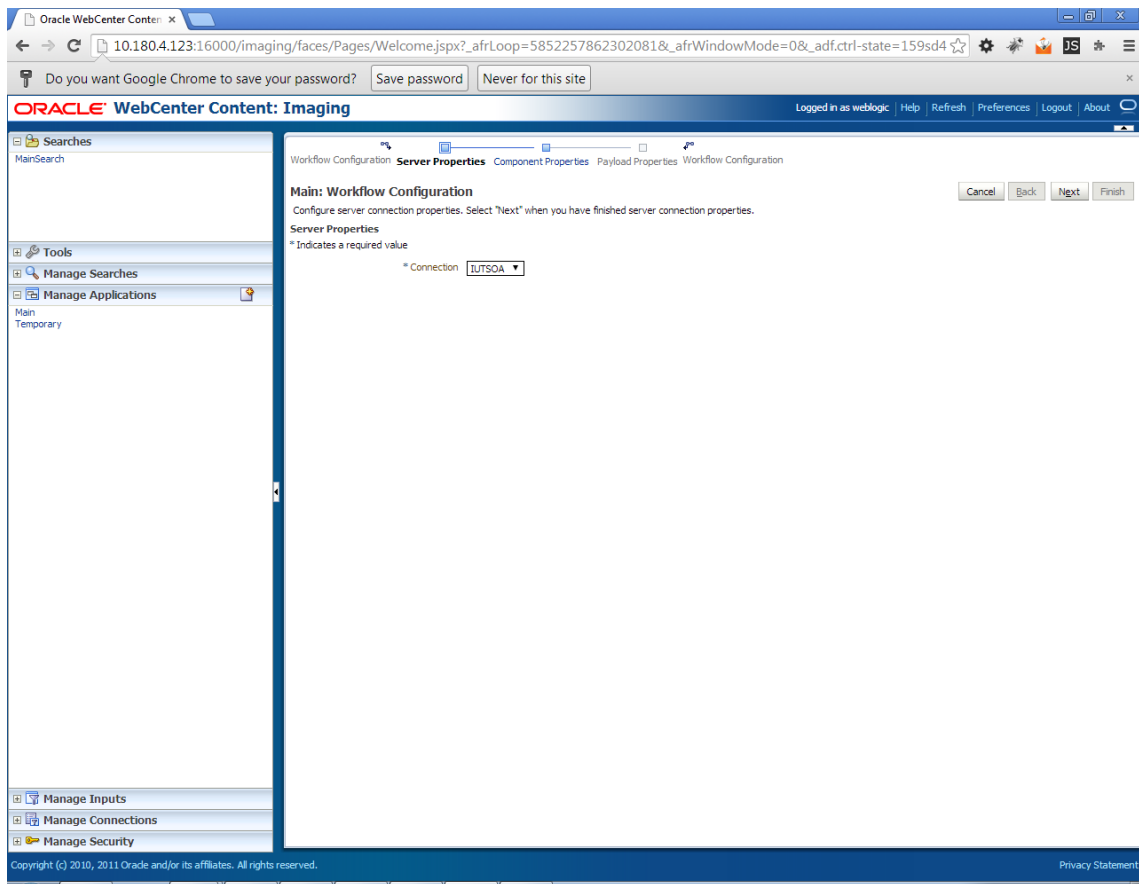 Oracle WebCenter Conten
10.180.4.123:16000/imaging/faces/Pages/Welcome.jspx?_afrLoop=5852257862302081&_afrWindowMode=0&_adf.ctrl-state=159sd4
JS
Do you want Google Chrome to save your password? Save password Never for this site
ORACLE WebCenter Content: Imaging
Logged in as weblogic Help Refresh Preferences Logout About
Searches
MainSearch
Tools
Manage Searches
Manage Applications
Main
Temporary
Manage Inputs
Manage Connections
Manage Security
Workflow Configuration Server Properties Component Properties Payload Properties Workflow Configuration
Main: Workflow Configuration
Cancel Back Next Finish
Configure server connection properties. Select "Next" when you have finished server connection properties.
Server Properties
* Indicates a required value
* Connection IUTSOA
Copyright (c) 2010, 2011 Oracle and/or its affiliates. All rights reserved.
Privacy Statement